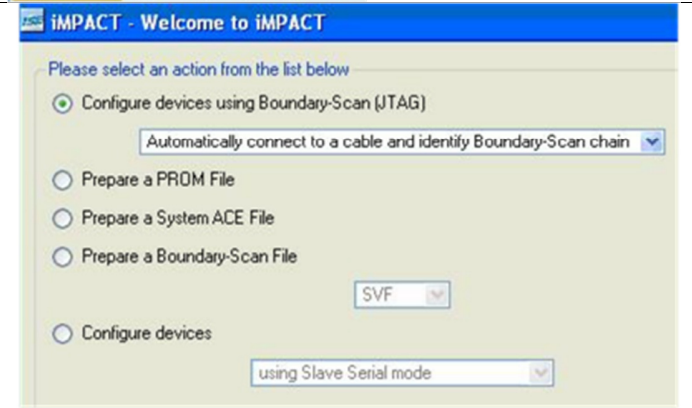 iMPACT - Welcome to iMPACT
Please select an action from the list below
Configure devices using Boundary-Scan (JTAG)
Automatically connect to a cable and identify Boundary-Scan chain
Prepare a PROM File
Prepare a System ACE File
Prepare a Boundary-Scan File
SVF
Configure devices
using Slave Serial mode